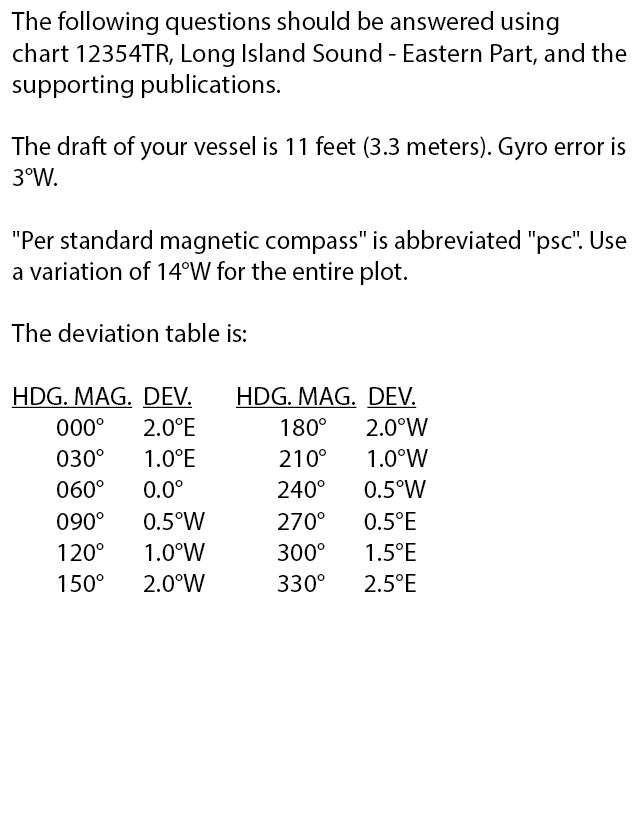 The following questions should be answered using
chart 12354TR, Long Island Sound - Eastern Part, and the
supporting publications.
The draft of your vessel is 11 feet (3.3 meters). Gyro error is
3°W.
"Per standard magnetic compass" is abbreviated "psc". Use
a variation of 14°W for the entire plot.
The deviation table is:
HDG. MAG. DEV. HDG. MAG. DEV.
000° 2.0°E 180° 2.0°W
030° 1.0°E 210° 1.0°W
060° 0.0° 240° 0.5°W
090° 0.5°W 270° 0.5°E
120° 1.0°W 300° 1.5°E
150° 2.0°W 330° 2.5°E